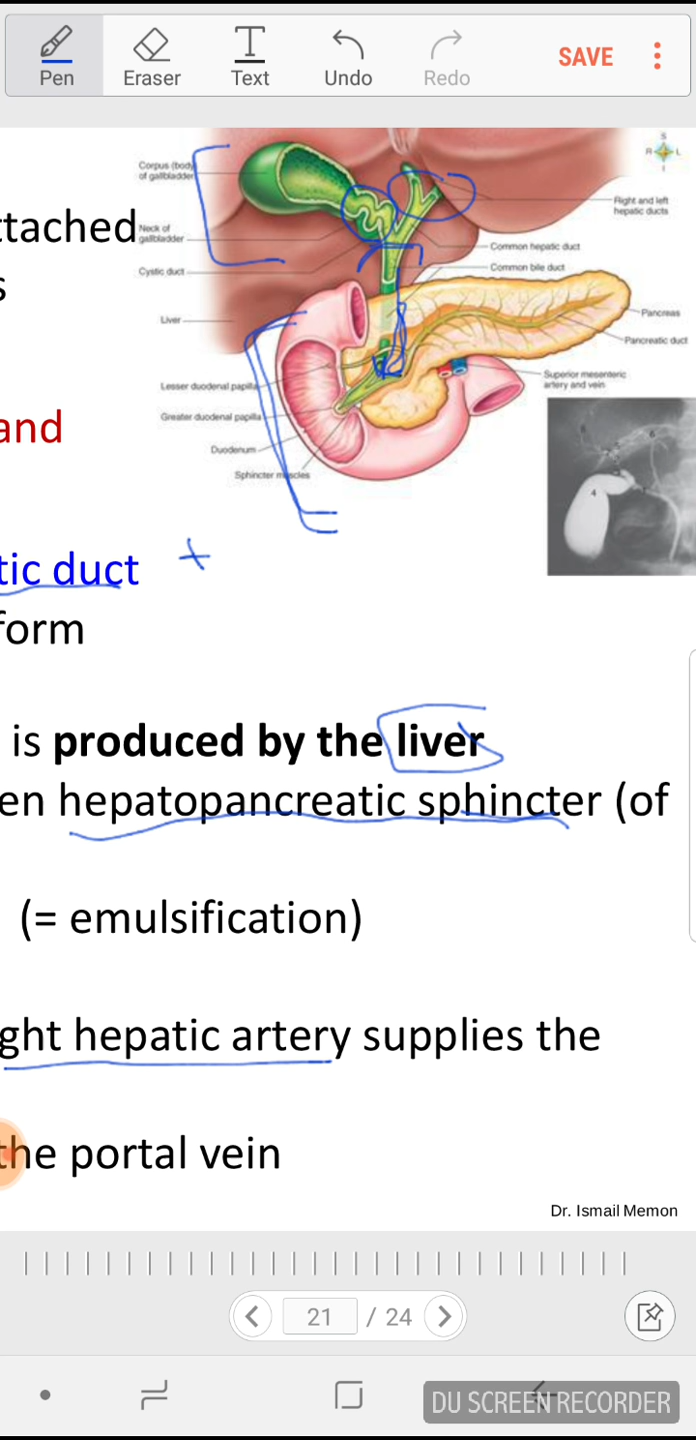 Pen
Eraser
Text
Undo
Redo
SAVE
Corpus (body
of gallbladder
Neck of
gallbladder
Cystic duct
Liver
Lesser duodenal papilla
Greater duodenal papilla
Duodenum
Sphincter muscles
S
R L
I
Right and left
hepatic ducts
Common hepatic duct
Common bile duct
Pancreas
Pancreatic duct
Superior mesenteric
artery and vein
4
6
ttached
s
and
tic duct +
form
is produced by the liver
en hepatopancreatic sphincter (of
(= emulsification)
ght hepatic artery supplies the
the portal vein
Dr. Ismail Memon
21 / 24
DU SCREEN RECORDER